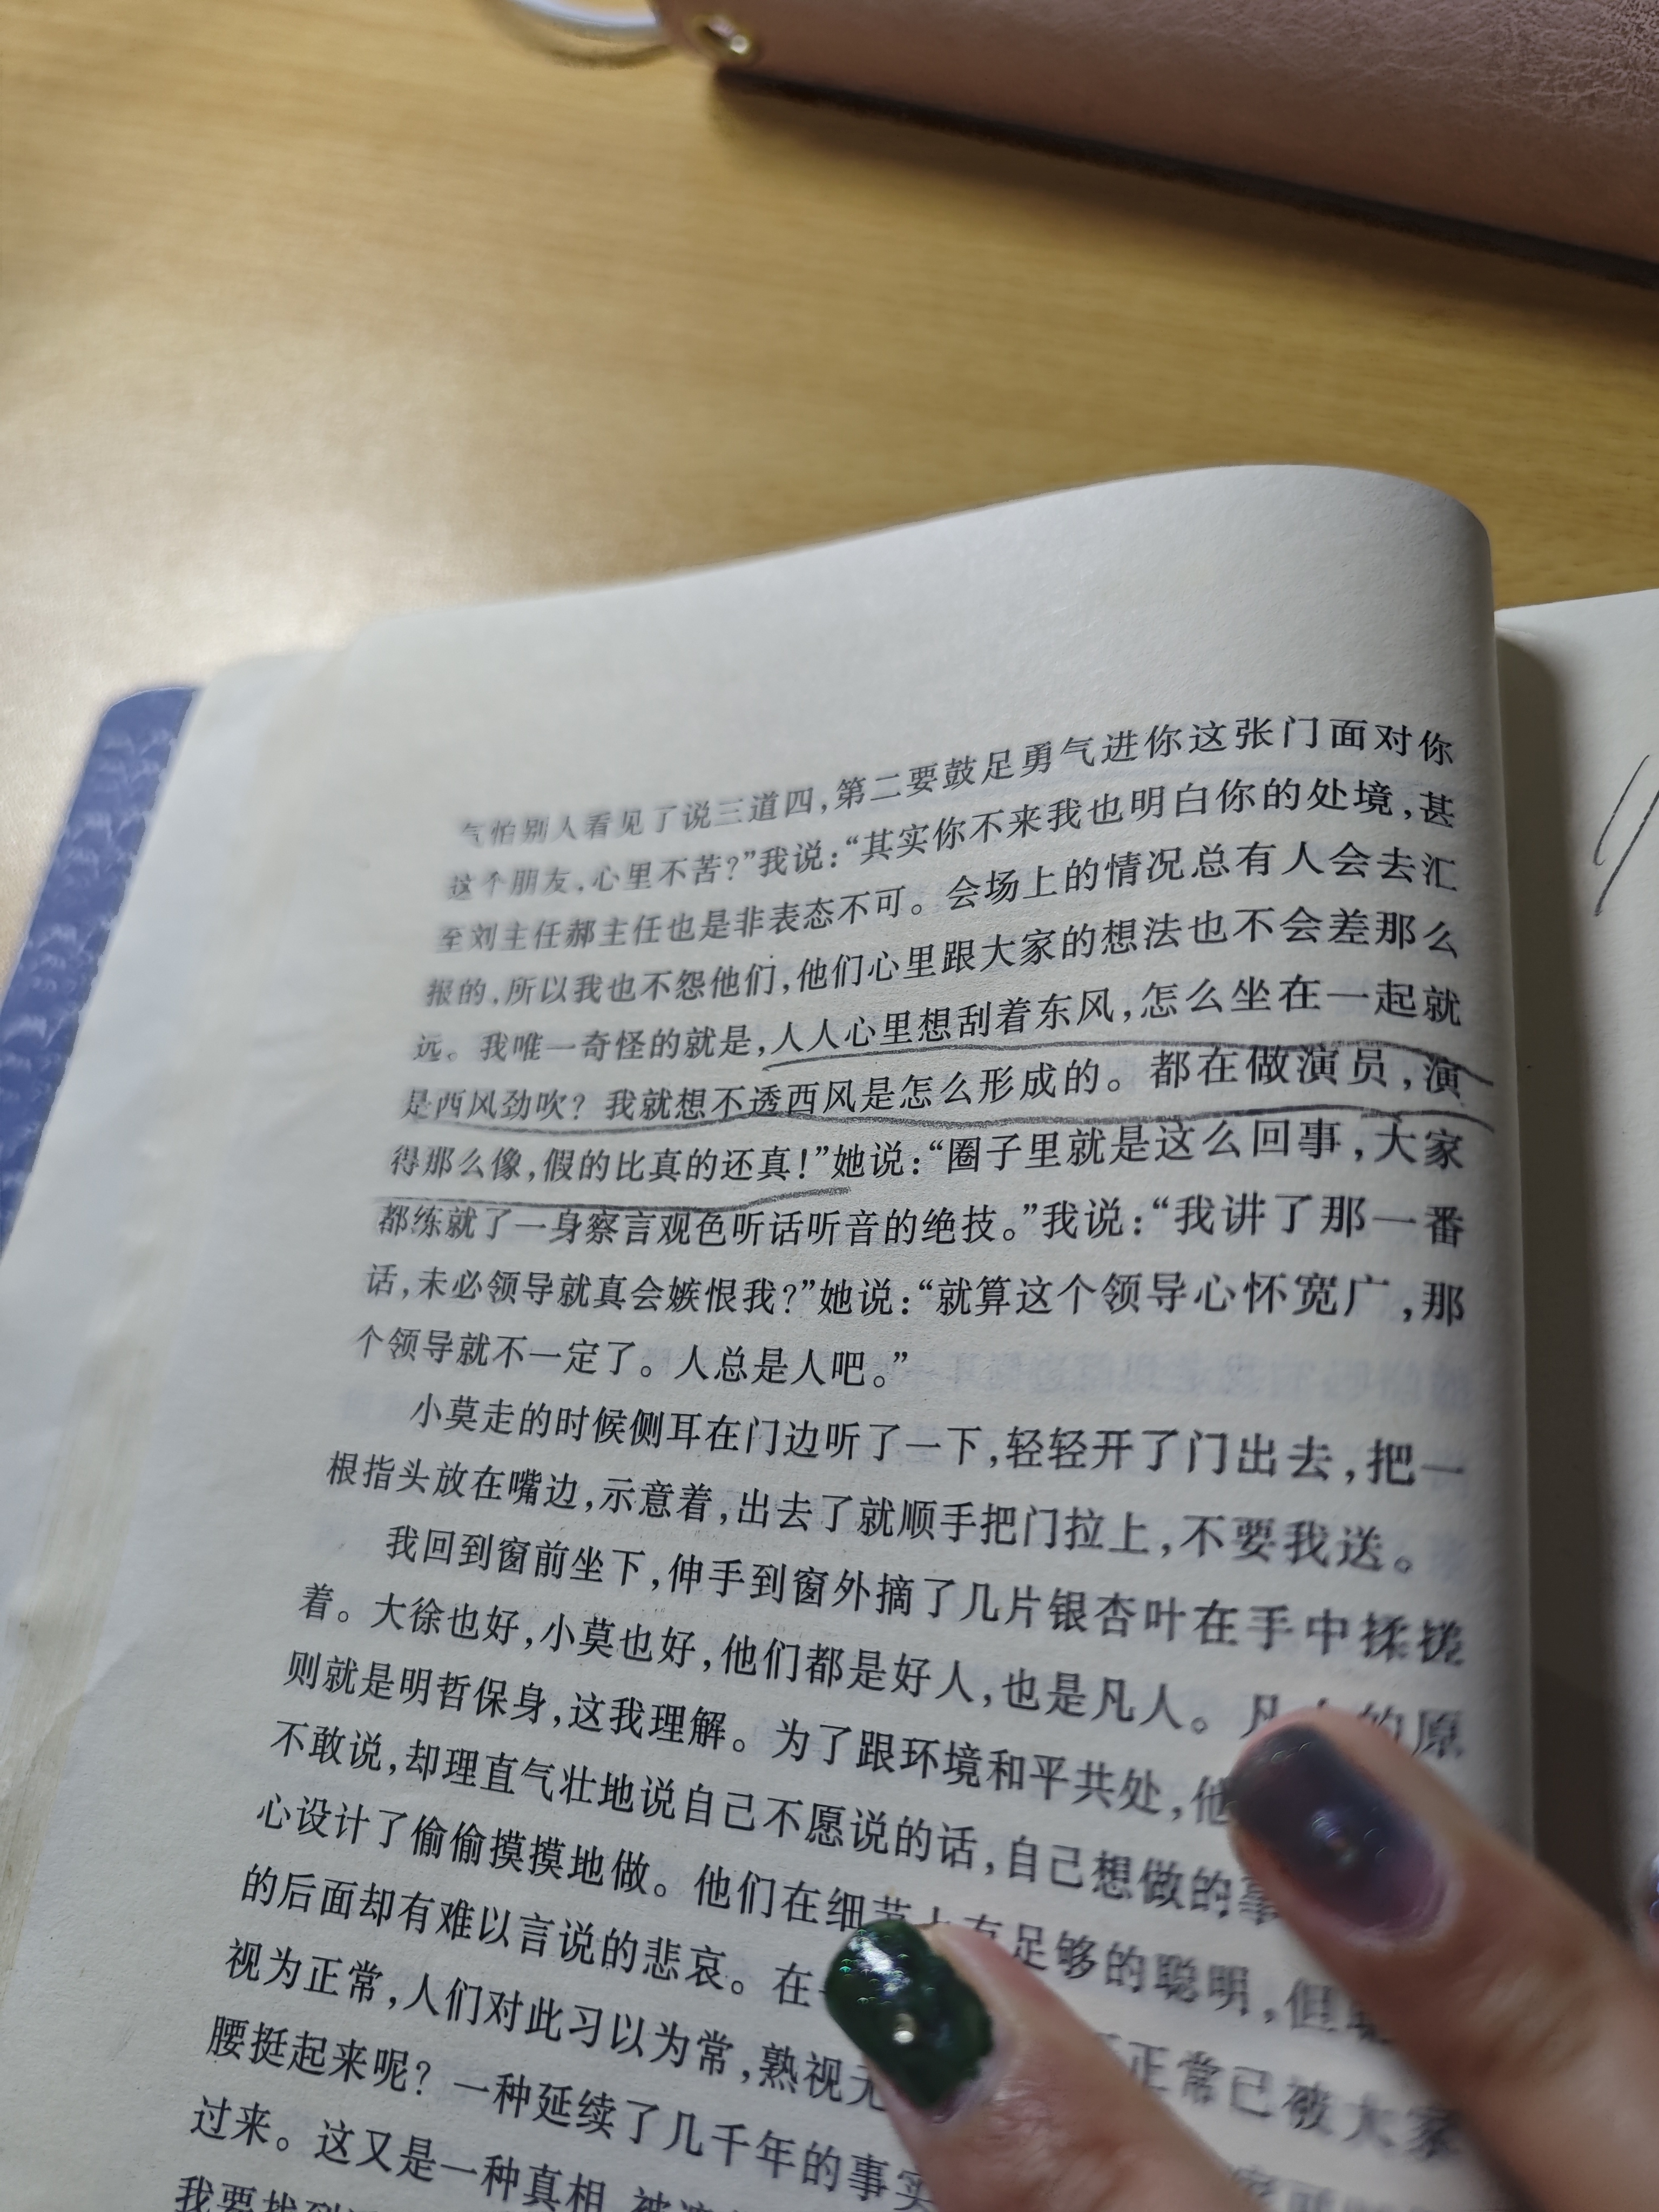 气怕别人看见了说三道四,第二要鼓足勇气进你这张门面对你
这个朋友,心里不苦?”我说:“其实你不来我也明白你的处境,甚
至刘主任郝主任也是非表态不可。会场上的情况总有人会去汇
报的,所以我也不怨他们,他们心里跟大家的想法也不会差那么
远。我唯一奇怪的就是,人人心里想刮着东风,怎么坐在一起就
是西风劲吹?我就想不透西风是怎么形成的。都在做演员,演
得那么像,假的比真的还真!”她说:“圈子里就是这么回事,大家
都练就了一身察言观色听话听音的绝技。”我说:“我讲了那一番
话,未必领导就真会嫉恨我?”她说:“就算这个领导心怀宽广,那
个领导就不一定了。人总是人吧。”
小莫走的时候侧耳在门边听了一下,轻轻开了门出去,把一
根指头放在嘴边,示意着,出去了就顺手把门拉上,不要我送。
我回到窗前坐下,伸手到窗外摘了几片银杏叶在手中揉搓
着。大徐也好,小莫也好,他们都是好人,也是凡人。凡人的原
则就是明哲保身,这我理解。为了跟环境和平共处,他
不敢说,却理直气壮地说自己不愿说的话,自己想做的事
心设计了偷偷摸摸地做。他们在细节上有足够的聪明,但
的后面却有难以言说的悲哀。在 正常已被大家
视为正常,人们对此习以为常,熟视无
腰挺起来呢?一种延续了几千年的事实
过来。这又是一种真相,被
我要找到